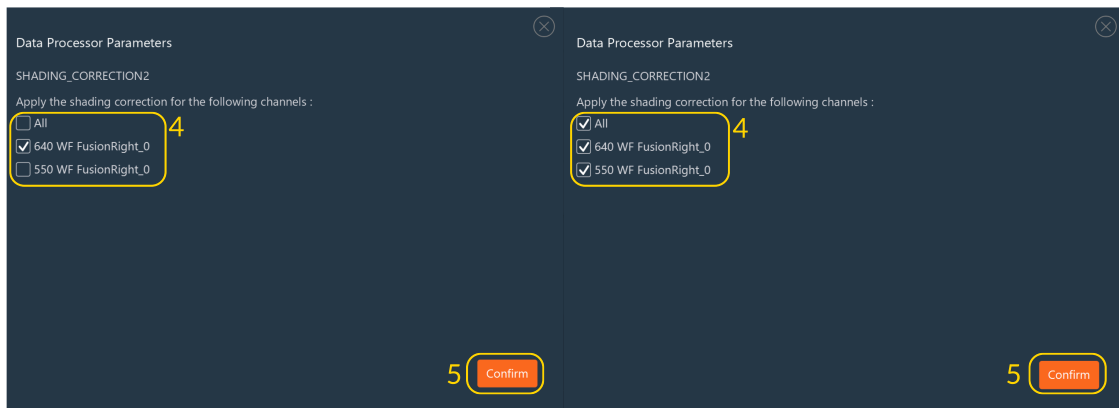 Data Processor Parameters
SHADING_CORRECTION2
Apply the shading correction for the following channels :
All
4
640 WF FusionRight_0
550 WF FusionRight_0
5
Confirm
Data Processor Parameters
SHADING_CORRECTION2
Apply the shading correction for the following channels :
All
4
640 WF FusionRight_0
550 WF FusionRight_0
5
Confirm